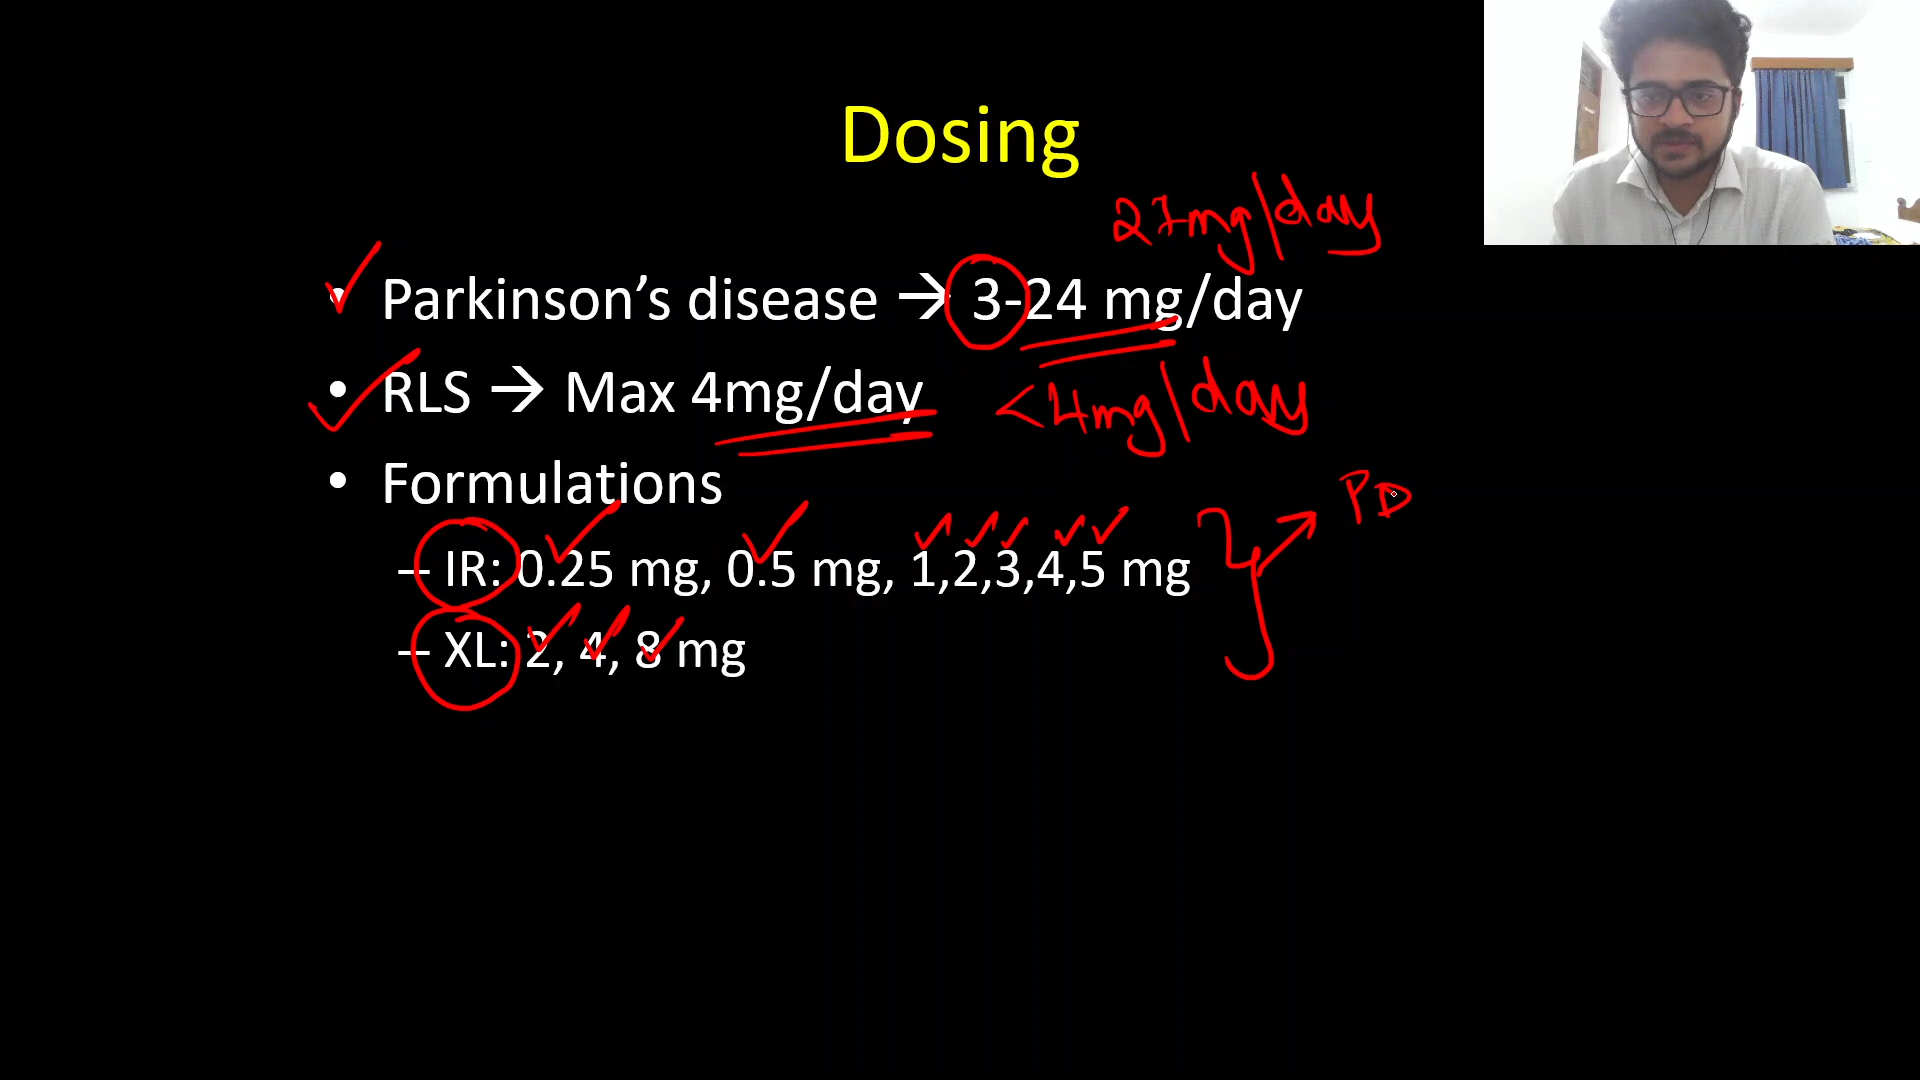 Dosing
27mg/day
• Parkinson’s disease → 3-24 mg/day
• RLS → Max 4mg/day <4mg/day
• Formulations
PD
– IR: 0.25 mg, 0.5 mg, 1,2,3,4,5 mg
– XL: 2, 4, 8 mg